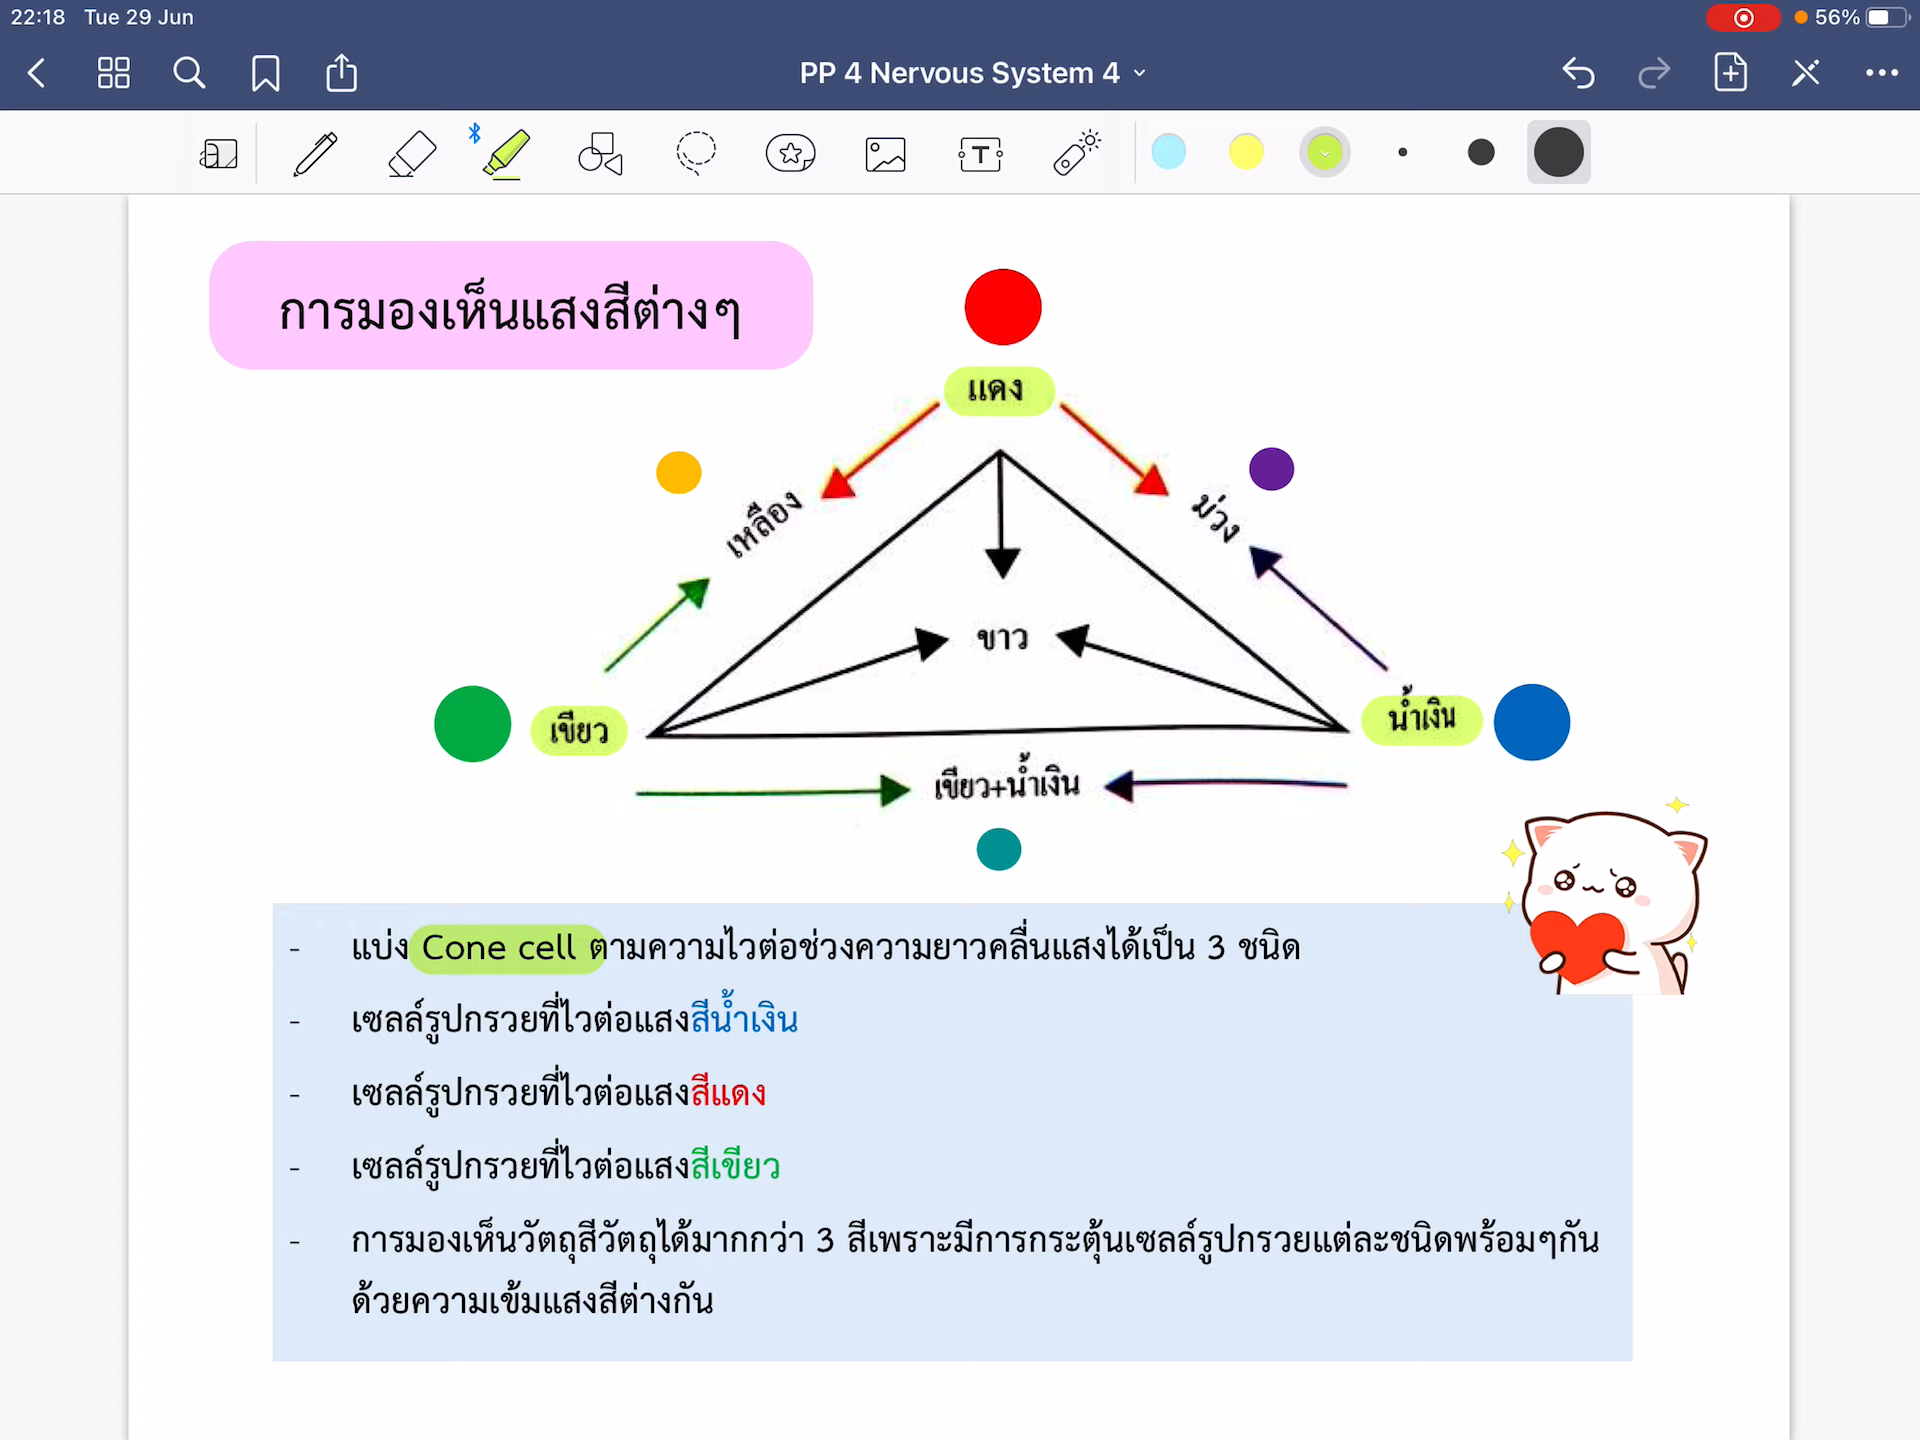 22:18 Tue 29 Jun 56%
PP 4 Nervous System 4
การมองเห็นแสงสีต่างๆ
แดง
เหลือง
ม่วง
ขาว
เขียว
น้ำเงิน
เขียว+น้ำเงิน
- แบ่ง Cone cell ตามความไวต่อช่วงความยาวคลื่นแสงได้เป็น 3 ชนิด
- เซลล์รูปกรวยที่ไวต่อแสงสีน้ำเงิน
- เซลล์รูปกรวยที่ไวต่อแสงสีแดง
- เซลล์รูปกรวยที่ไวต่อแสงสีเขียว
- การมองเห็นวัตถุสีวัตถุได้มากกว่า 3 สีเพราะมีการกระตุ้นเซลล์รูปกรวยแต่ละชนิดพร้อมๆกัน
ด้วยความเข้มแสงสีต่างกัน